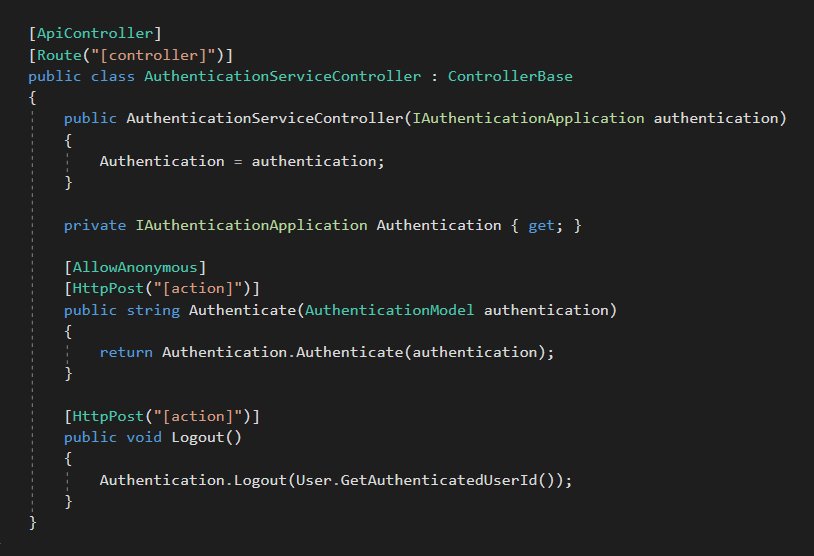 [ApiController]
[Route("[controller]")]
public class AuthenticationServiceController : ControllerBase
{
    public AuthenticationServiceController(IAuthenticationApplication authentication)
    {
        Authentication = authentication;
    }

    private IAuthenticationApplication Authentication { get; }

    [AllowAnonymous]
    [HttpPost("[action]")]
    public string Authenticate(AuthenticationModel authentication)
    {
        return Authentication.Authenticate(authentication);
    }

    [HttpPost("[action]")]
    public void Logout()
    {
        Authentication.Logout(User.GetAuthenticatedUserId());
    }
}